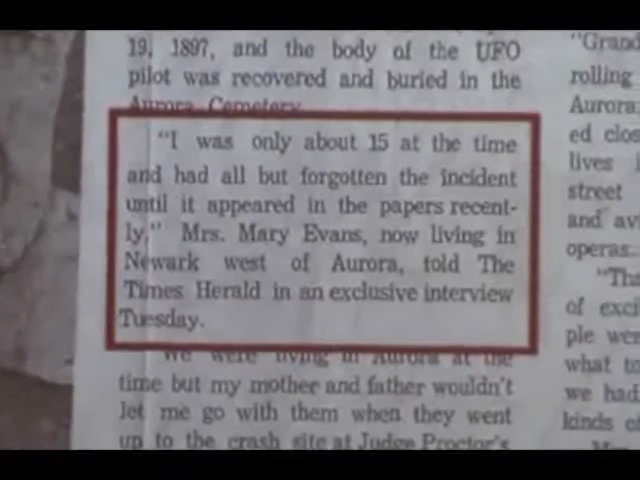 19, 1897, and the body of the UFO
pilot was recovered and buried in the
Aurora Cemetery.
"I was only about 15 at the time
and had all but forgotten the incident
until it appeared in the papers recent-
ly," Mrs. Mary Evans, now living in
Newark west of Aurora, told The
Times Herald in an exclusive interview
Tuesday.
"We were living in Aurora at the
time but my mother and father wouldn't
let me go with them when they went
up to the crash site at Judge Proctor's
"Grand
rolling
Aurora
ed clos
lives
street
and av
operas.
"Tha
of exci
ple wer
what to
we had
kinds o